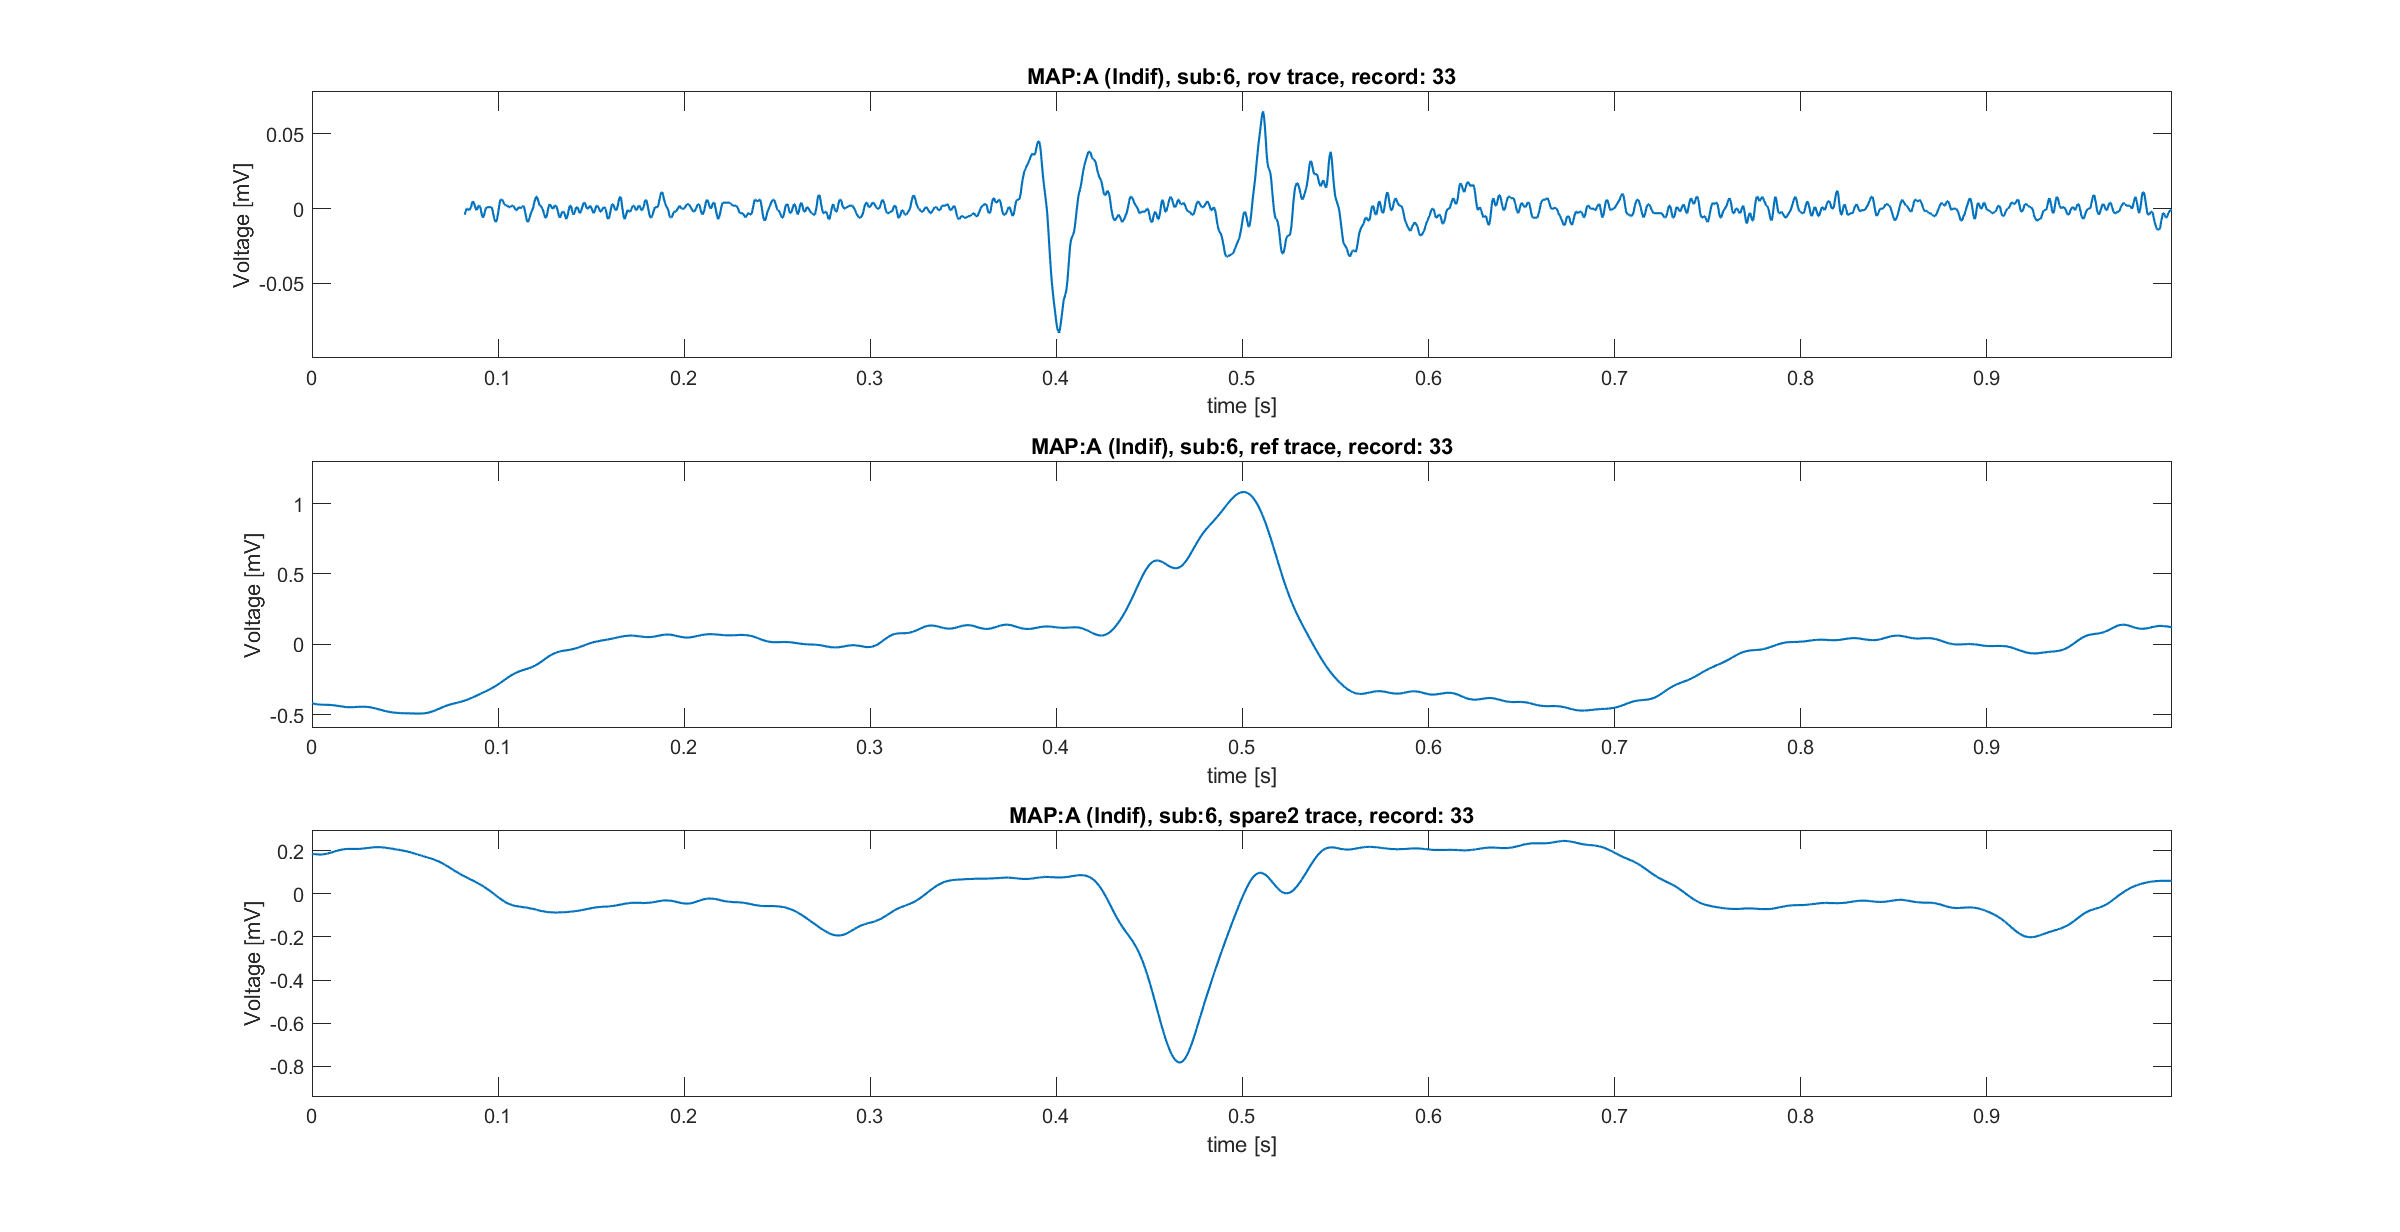 MAP:A (Indif), sub:6, rov trace, record: 33
Voltage [mV]
0.05
0
-0.05
0 0.1 0.2 0.3 0.4 0.5 0.6 0.7 0.8 0.9
time [s]
MAP:A (Indif), sub:6, ref trace, record: 33
Voltage [mV]
1
0.5
0
-0.5
0 0.1 0.2 0.3 0.4 0.5 0.6 0.7 0.8 0.9
time [s]
MAP:A (Indif), sub:6, spare2 trace, record: 33
Voltage [mV]
0.2
0
-0.2
-0.4
-0.6
-0.8
0 0.1 0.2 0.3 0.4 0.5 0.6 0.7 0.8 0.9
time [s]